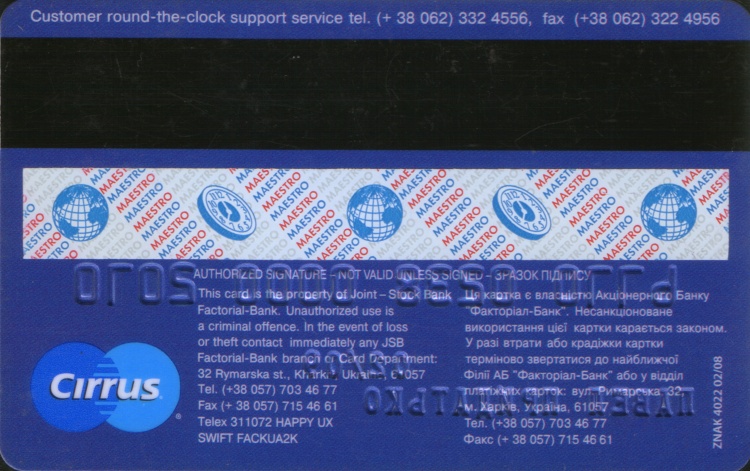 Customer round-the-clock support service tel. (+ 38 062) 332 4556, fax (+38 062) 322 4956
MAESTRO MAESTRO MAESTRO MAESTRO
AUTHORIZED SIGNATURE – NOT VALID UNLESS SIGNED – ЗРАЗОК ПІДПИСУ
This card is the property of Joint – Stock Bank
Factorial-Bank. Unauthorized use is
a criminal offence. In the event of loss
or theft contact immediately any JSB
Factorial-Bank branch or Card Department:
32 Rymarska st., Kharkiv, Ukraine, 61057
Tel. (+38 057) 703 46 77
Fax (+ 38 057) 715 46 61
Telex 311072 HAPPY UX
SWIFT FACKUA2K
Ця картка є власністю Акціонерного Банку
"Факторіал-Банк". Несанкціоноване
використання цієї картки карається законом.
У разі втрати або крадіжки картки
терміново звертатися до найближчої
Філії АБ "Факторіал-Банк" або у відділ
платіжних карток: вул. Римарська 32,
м. Харків, Україна, 61057
Тел. (+38 057) 703 46 77
Факс (+ 38 057) 715 46 61
Cirrus
ZNAK 4022 02/08